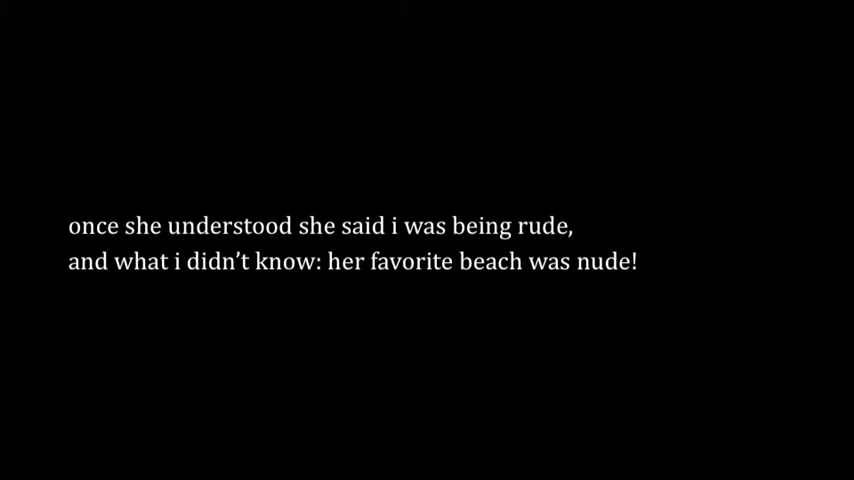 once she understood she said i was being rude,
and what i didn’t know: her favorite beach was nude!